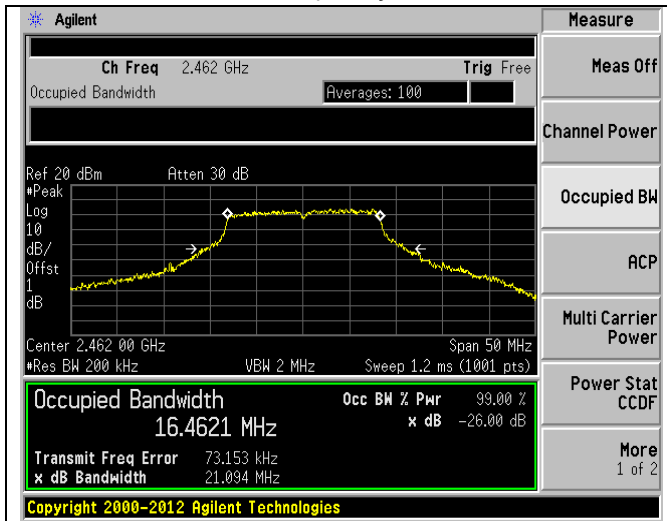 Agilent
Measure
Ch Freq 2.462 GHz Trig Free
Meas Off
Occupied Bandwidth Averages: 100
Channel Power
Ref 20 dBm Atten 30 dB
#Peak
Log
10
dB/
Offst
1
dB
Occupied BW
ACP
Multi Carrier
Power
Center 2.462 00 GHz Span 50 MHz
#Res BW 200 kHz VBW 2 MHz Sweep 1.2 ms (1001 pts)
Power Stat
CCDF
Occupied Bandwidth Occ BW % Pwr 99.00 %
16.4621 MHz x dB -26.00 dB
Transmit Freq Error 73.153 kHz
x dB Bandwidth 21.094 MHz
More
1 of 2
Copyright 2000-2012 Agilent Technologies